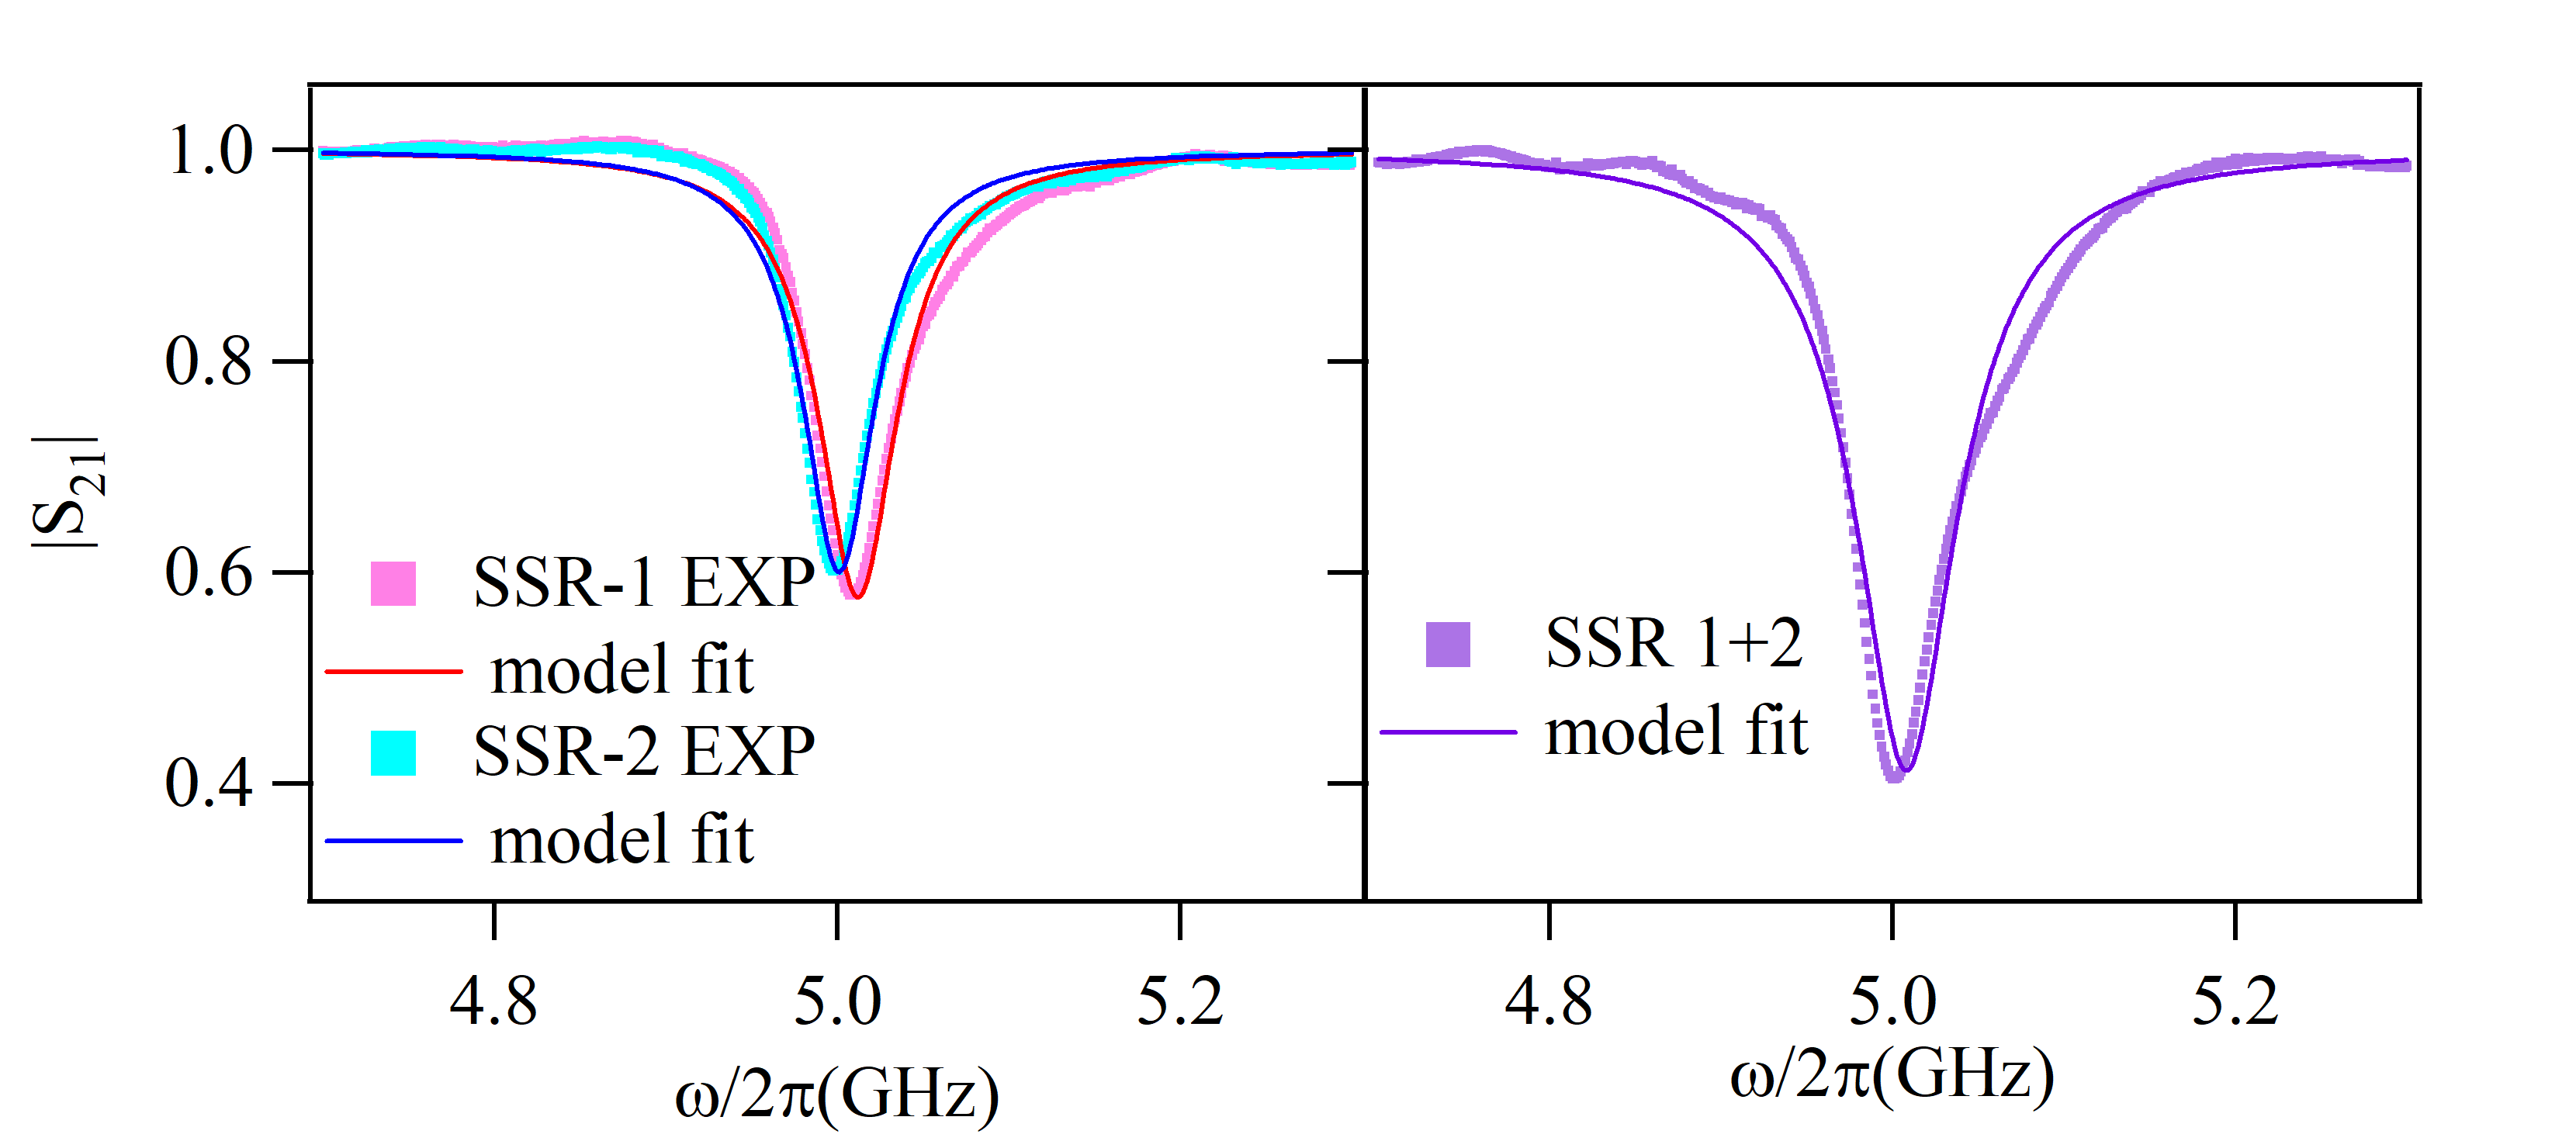 |S21|
1.0
0.8
0.6
0.4
SSR-1 EXP
model fit
SSR-2 EXP
model fit
4.8 5.0 5.2
ω/2π(GHz)
SSR 1+2
model fit
4.8 5.0 5.2
ω/2π(GHz)